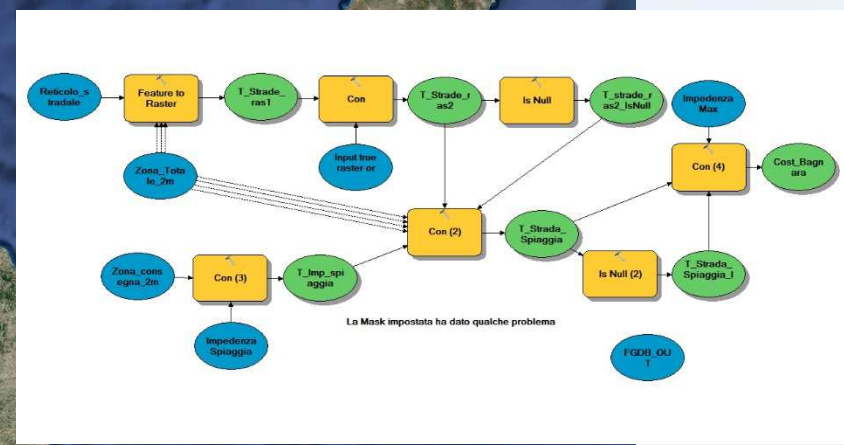 Reticolo_s
tradale
Feature to
Raster
T_Strade_
ras1
Con
T_Strade_r
as2
Is Null
T_strade_r
as2_IsNull
Impedenza
Max
Zona_Tota
le_2m
Input true
raster or
Con (4)
Cost_Bagn
ara
Con (2)
T_Strada_
Spiaggia
Zona_cons
egna_2m
Con (3)
T_Imp_spi
aggia
Is Null (2)
T_Strada_
Spiaggia_I
La Mask impostata ha dato qualche problema
Impedenza
Spiaggia
FGDB_OU
T